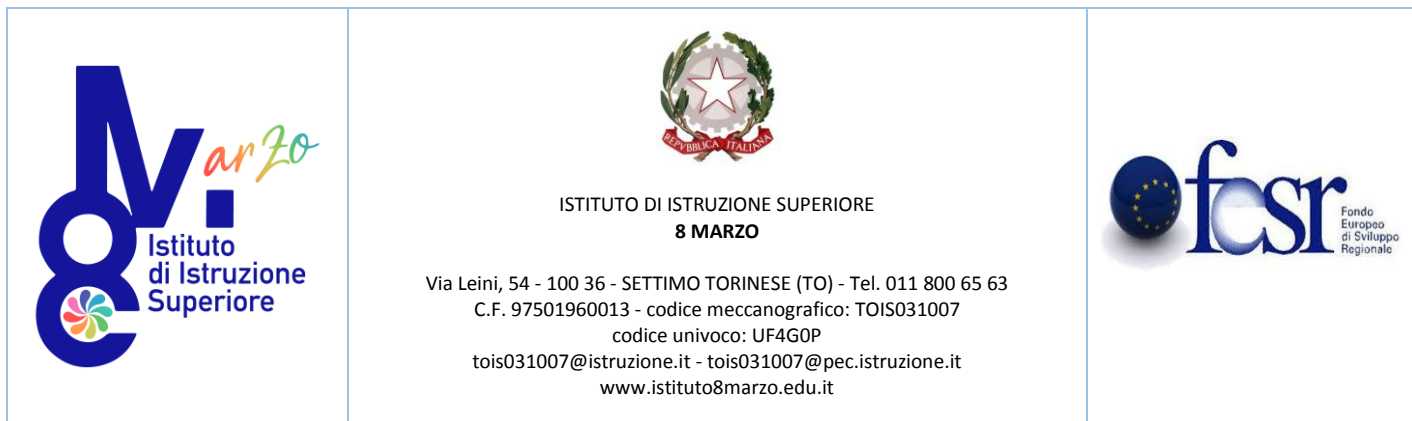 8 Marzo
Istituto
di Istruzione
Superiore
REPVBBLICA ITALIANA
ISTITUTO DI ISTRUZIONE SUPERIORE
8 MARZO
Via Leini, 54 - 100 36 - SETTIMO TORINESE (TO) - Tel. 011 800 65 63
C.F. 97501960013 - codice meccanografico: TOIS031007
codice univoco: UF4G0P
tois031007@istruzione.it - tois031007@pec.istruzione.it
www.istituto8marzo.edu.it
fesr
Fondo
Europeo
di Sviluppo
Regionale